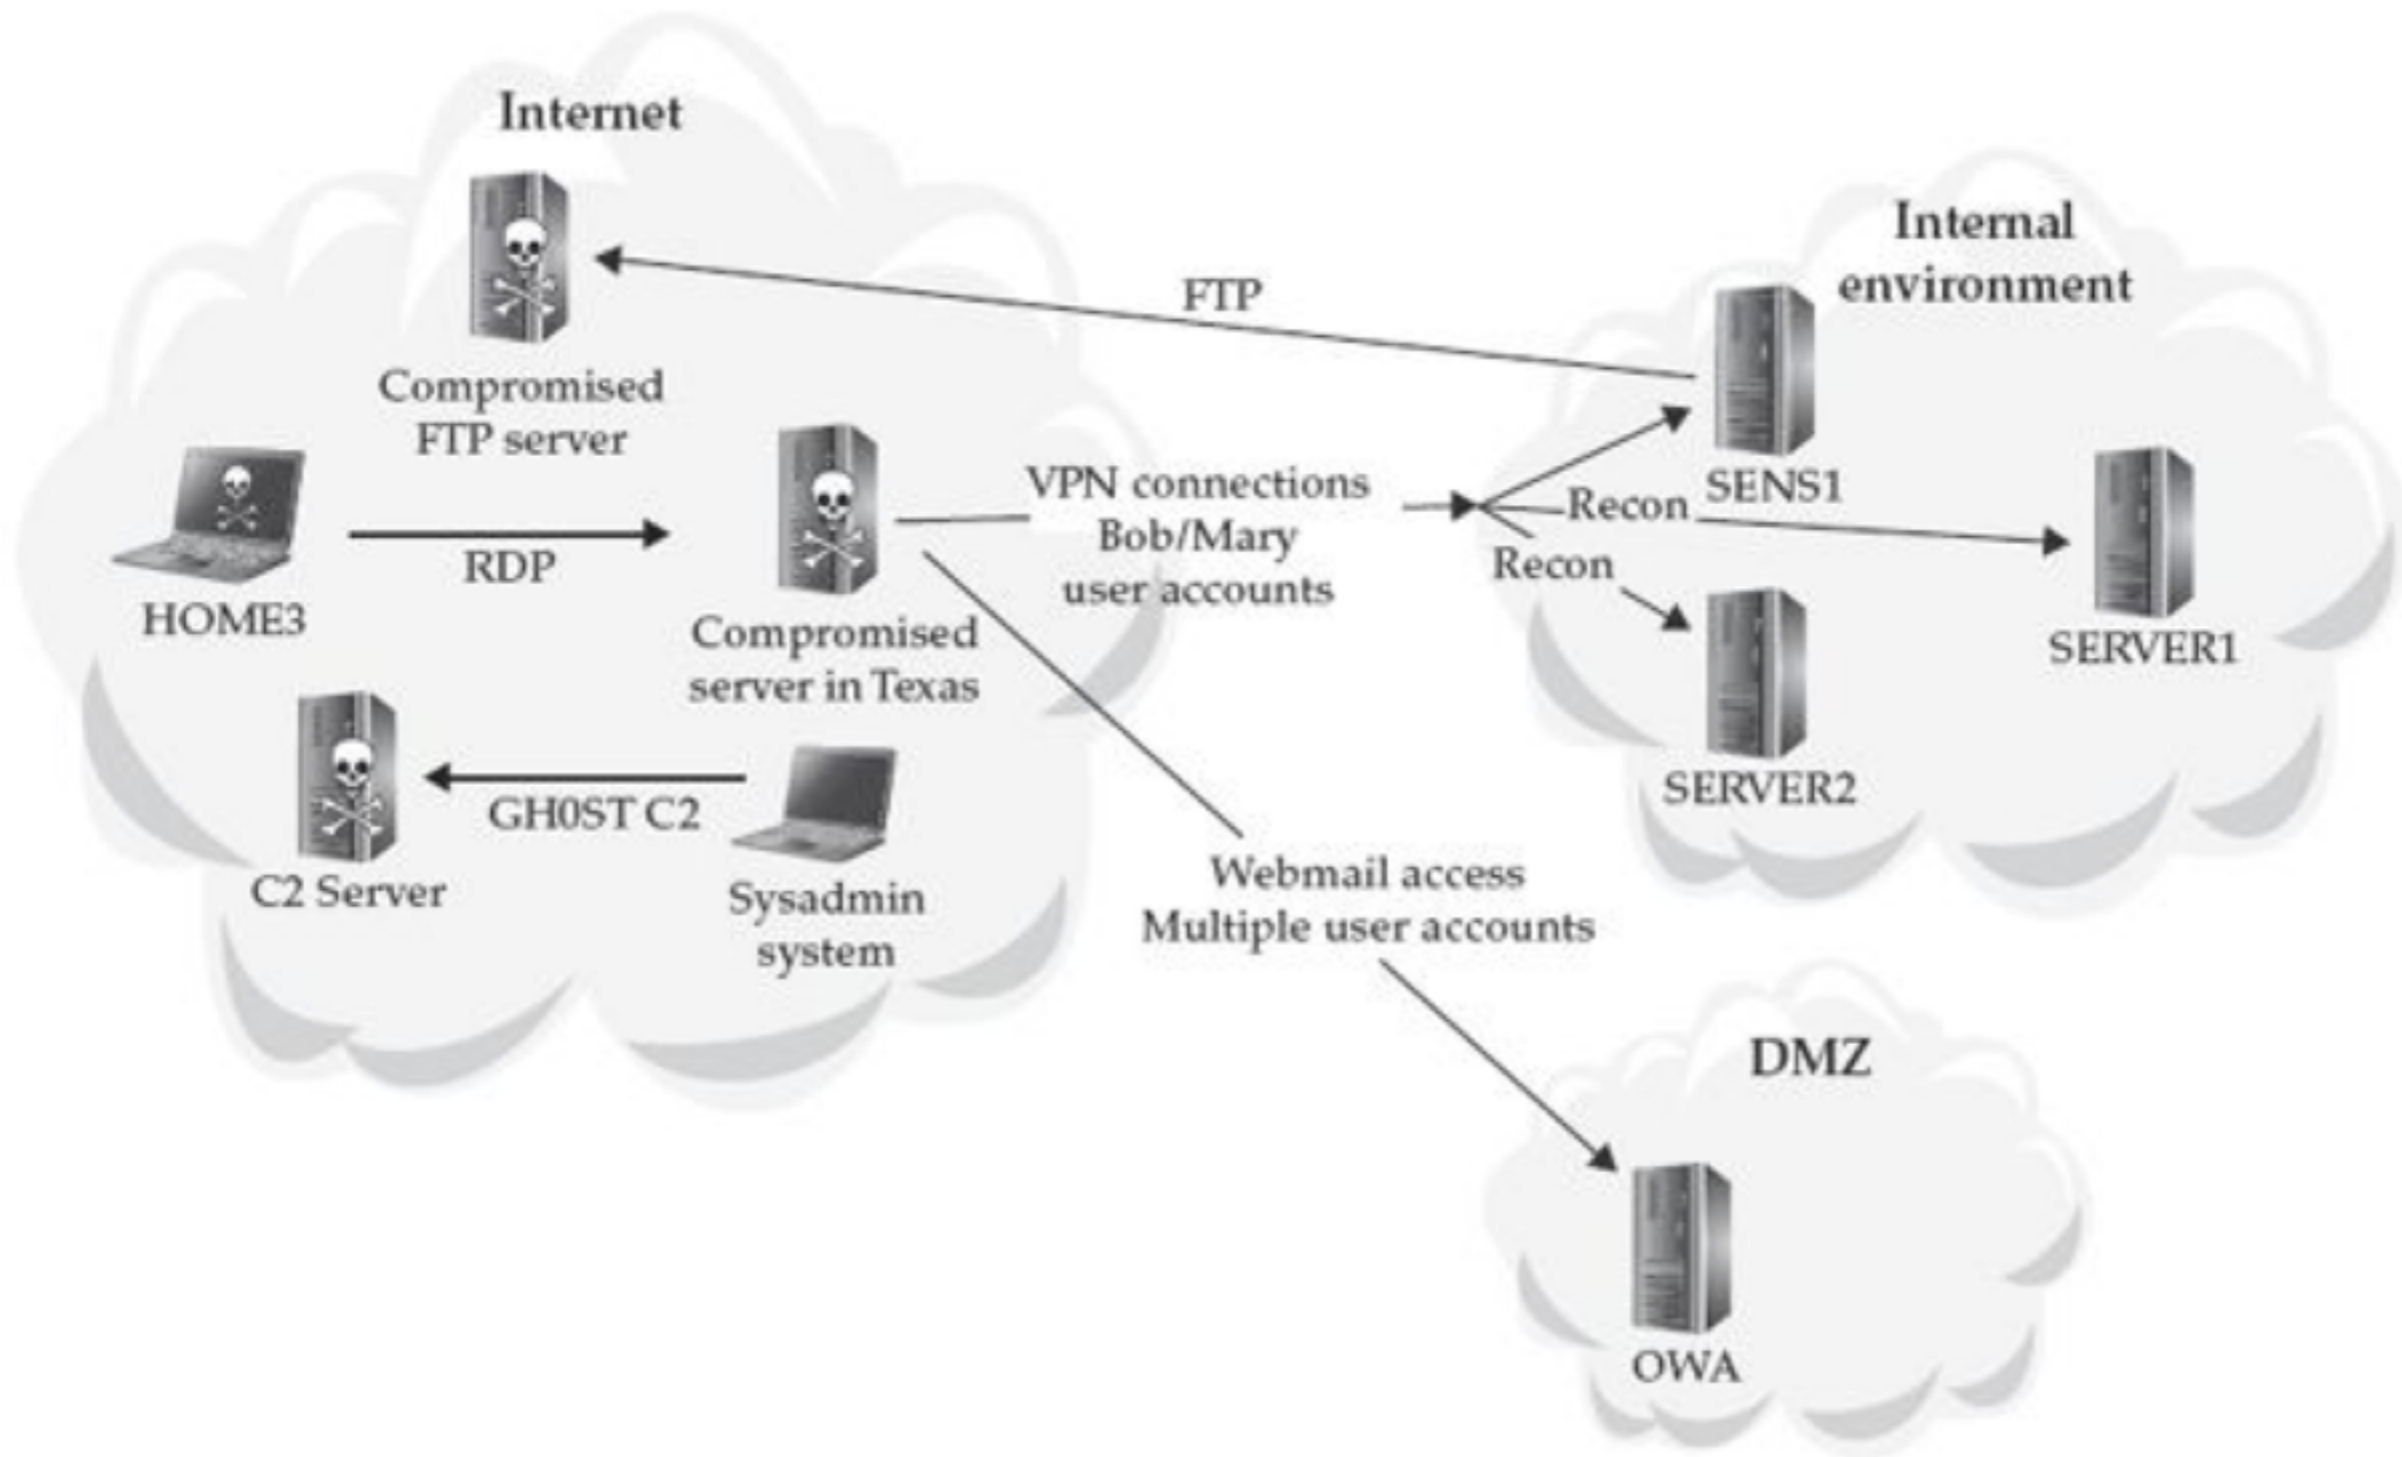 Internet
Internal
environment
FTP
Compromised
FTP server
VPN connections
Bob/Mary
user accounts
Recon
SENS1
Recon
RDP
HOME3
Compromised
server in Texas
SERVER1
SERVER2
GH0ST C2
C2 Server
Sysadmin
system
Webmail access
Multiple user accounts
DMZ
OWA